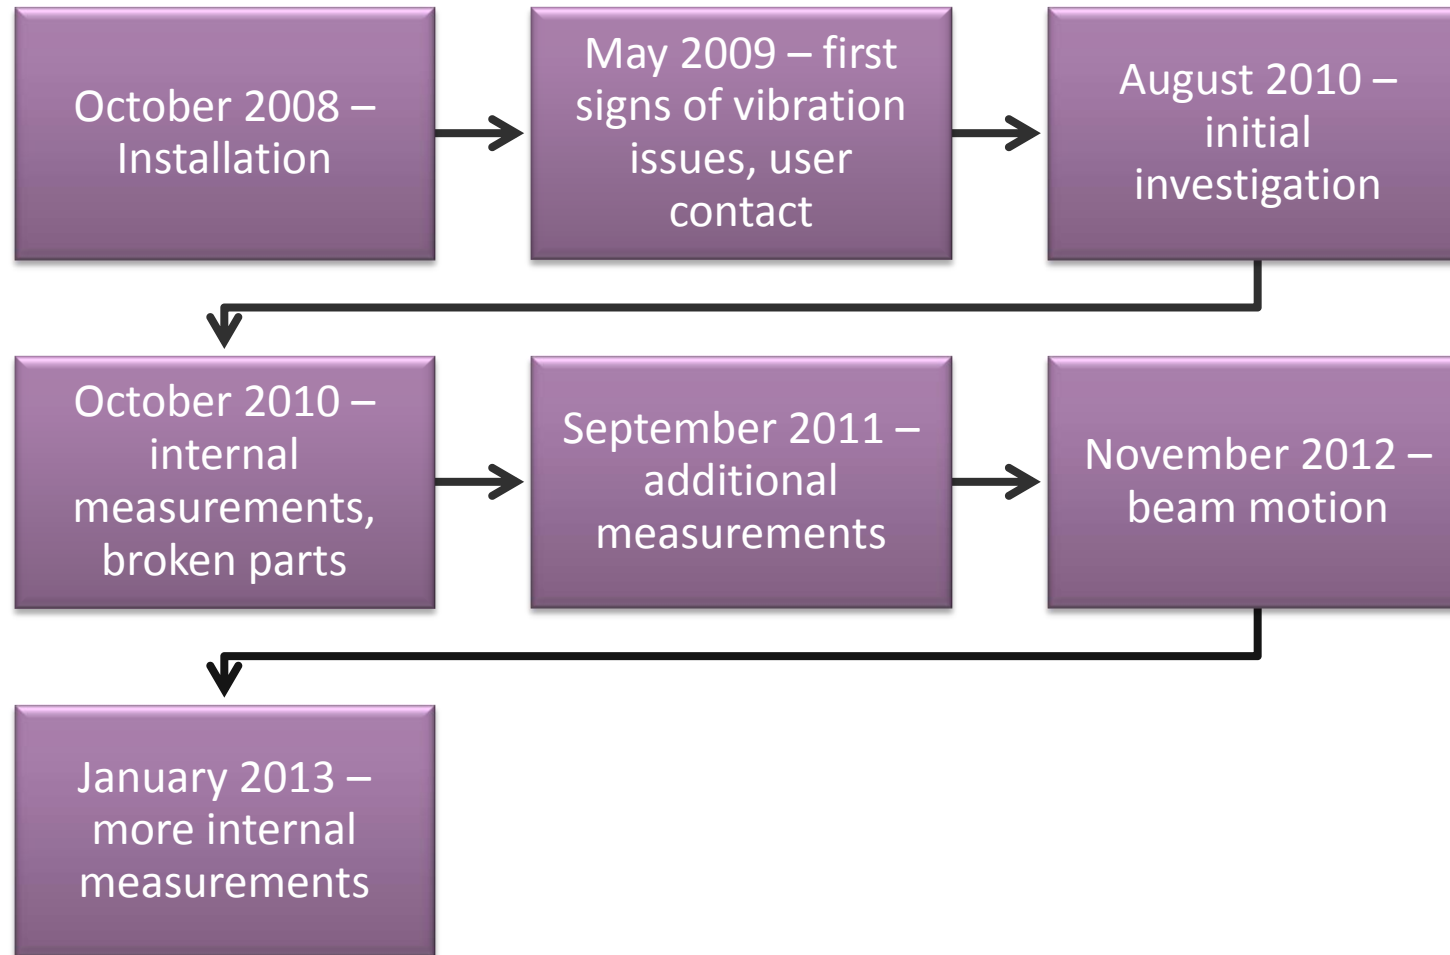 October 2008 –
Installation
May 2009 – first
signs of vibration
issues, user
contact
August 2010 –
initial
investigation
October 2010 –
internal
measurements,
broken parts
September 2011 –
additional
measurements
November 2012 –
beam motion
January 2013 –
more internal
measurements